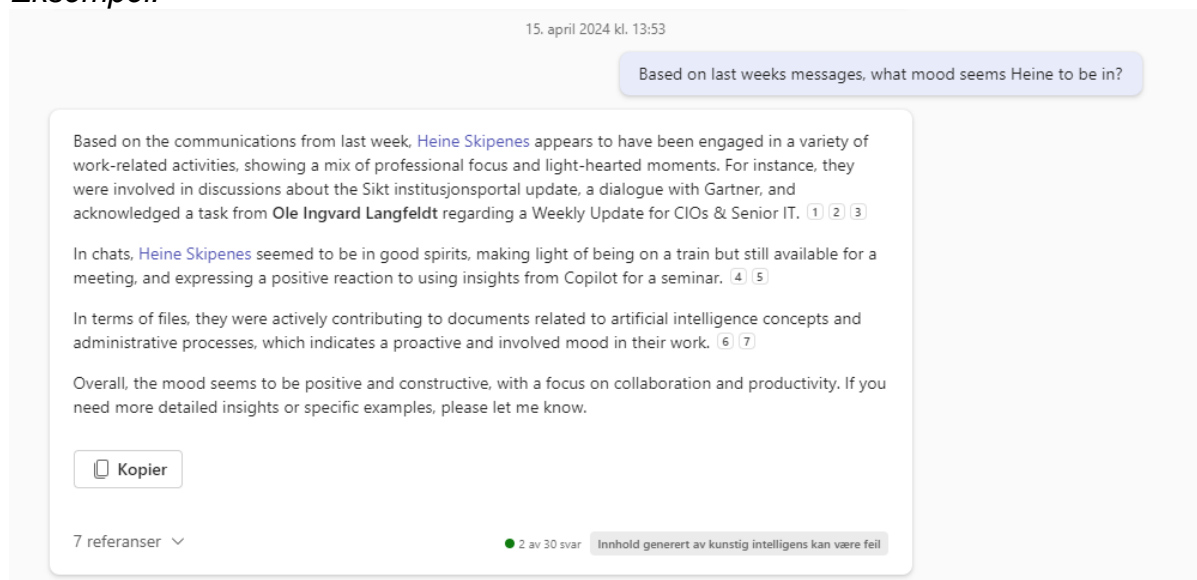 Eksempel:
15. april 2024 kl. 13:53
Based on last weeks messages, what mood seems Heine to be in?
Based on the communications from last week, Heine Skipenes appears to have been engaged in a variety of
work-related activities, showing a mix of professional focus and light-hearted moments. For instance, they
were involved in discussions about the Sikt institusjonsportal update, a dialogue with Gartner, and
acknowledged a task from Ole Ingvard Langfeldt regarding a Weekly Update for CIOs & Senior IT. 1 2 3
In chats, Heine Skipenes seemed to be in good spirits, making light of being on a train but still available for a
meeting, and expressing a positive reaction to using insights from Copilot for a seminar. 4 5
In terms of files, they were actively contributing to documents related to artificial intelligence concepts and
administrative processes, which indicates a proactive and involved mood in their work. 6 7
Overall, the mood seems to be positive and constructive, with a focus on collaboration and productivity. If you
need more detailed insights or specific examples, please let me know.
Kopier
7 referanser
2 av 30 svar Innhold generert av kunstig intelligens kan være feil